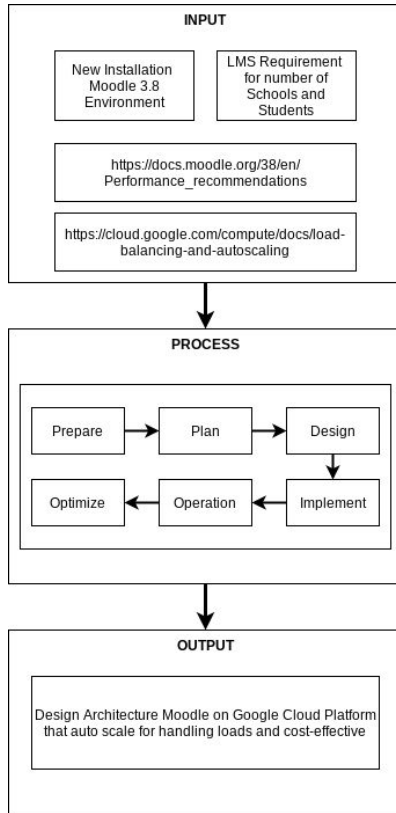 INPUT
New Installation
Moodle 3.8
Environment
LMS Requirement
for number of
Schools and
Students
https://docs.moodle.org/38/en/
Performance_recommendations
https://cloud.google.com/compute/docs/load-
balancing-and-autoscaling
PROCESS
Prepare
Plan
Design
Optimize
Operation
Implement
OUTPUT
Design Architecture Moodle on Google Cloud Platform
that auto scale for handling loads and cost-effective